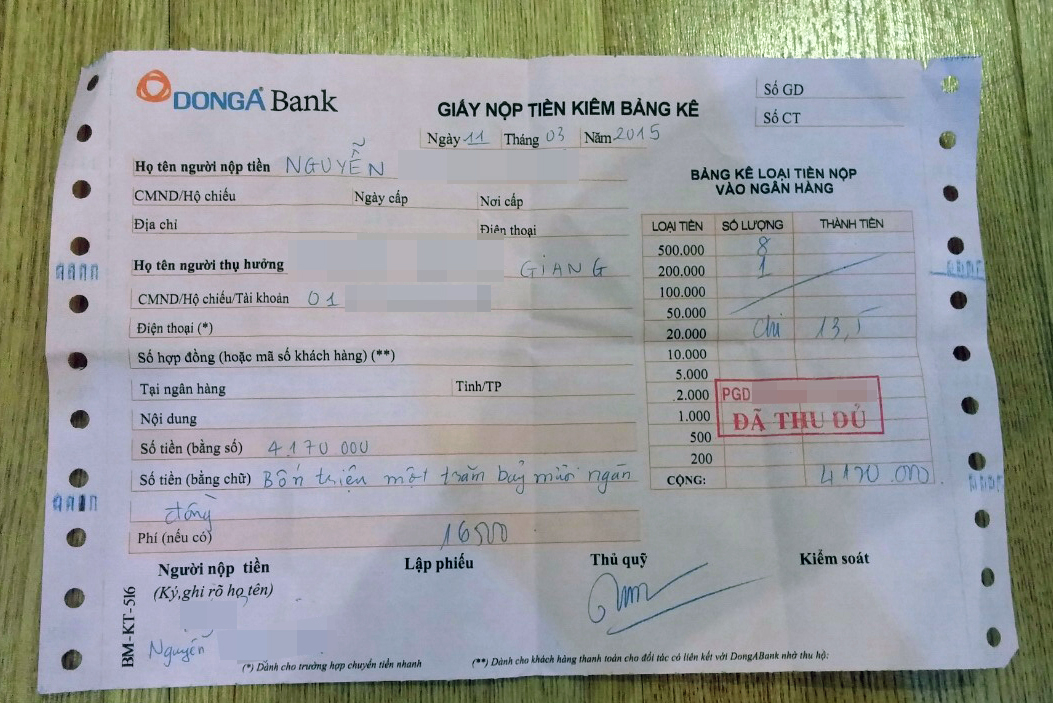 DONGA Bank
GIẤY NỘP TIỀN KIÊM BẢNG KÊ
Số GD
Số CT
Ngày 11 Tháng 03 Năm 2015
Họ tên người nộp tiền NGUYỄN
CMND/Hộ chiếu Ngày cấp Nơi cấp
Địa chỉ Điện thoại
Họ tên người thụ hưởng GIANG
CMND/Hộ chiếu/Tài khoản 01
Điện thoại (*)
Số hợp đồng (hoặc mã số khách hàng) (**)
Tại ngân hàng Tỉnh/TP
Nội dung
Số tiền (bằng số) 4170 000
Số tiền (bằng chữ) Bốn triệu một trăm bảy mươi ngàn
đồng
Phí (nếu có) 16500
BẢNG KÊ LOẠI TIỀN NỘP
VÀO NGÂN HÀNG
LOẠI TIỀN SỐ LƯỢNG THÀNH TIỀN
500.000 8
200.000 1
100.000
50.000
20.000 chi 13,5
10.000
5.000
2.000
1.000
500
200
PGD
ĐÃ THU ĐỦ
CỘNG: 4170.000
Người nộp tiền Lập phiếu Thủ quỹ Kiểm soát
(Ký,ghi rõ họ tên)
Nguyễn
BM-KT-516
(*) Dành cho trường hợp chuyển tiền nhanh
(**) Dành cho khách hàng thanh toán cho đối tác có liên kết với DongABank nhờ thu hộ: